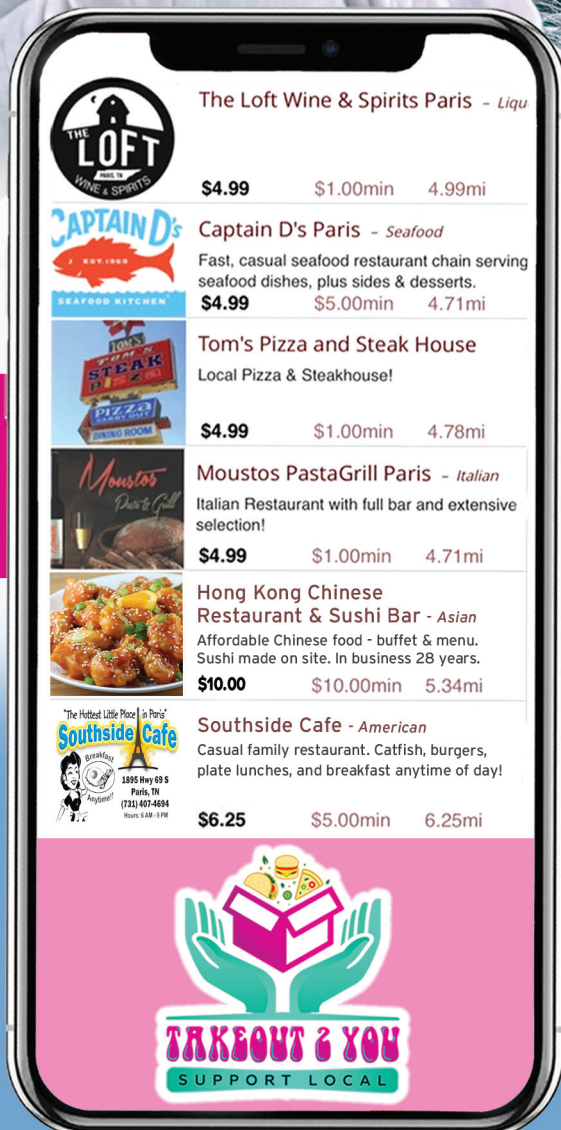 THE
LOFT
PARIS, TN
WINE & SPIRITS
The Loft Wine & Spirits Paris - Liqu
$4.99 $1.00min 4.99mi
CAPTAIN D's
EST. 1969
SEAFOOD KITCHEN
Captain D's Paris - Seafood
Fast, casual seafood restaurant chain serving
seafood dishes, plus sides & desserts.
$4.99 $5.00min 4.71mi
TOM'S
TOM'S
STEAK
PIZZA
CARRY OUT
DINING ROOM
Tom's Pizza and Steak House
Local Pizza & Steakhouse!
$4.99 $1.00min 4.78mi
Moustos
Pasta & Grill
Moustos PastaGrill Paris - Italian
Italian Restaurant with full bar and extensive
selection!
$4.99 $1.00min 4.71mi
Hong Kong Chinese
Restaurant & Sushi Bar - Asian
Affordable Chinese food - buffet & menu.
Sushi made on site. In business 28 years.
$10.00 $10.00min 5.34mi
"The Hottest Little Place in Paris"
Southside Cafe
Breakfast
Anytime!!
1895 Hwy 69 S
Paris, TN
(731) 407-4694
Hours: 6 AM - 9 PM
Southside Cafe - American
Casual family restaurant. Catfish, burgers,
plate lunches, and breakfast anytime of day!
$6.25 $5.00min 6.25mi
TAKEOUT 2 YOU
SUPPORT LOCAL